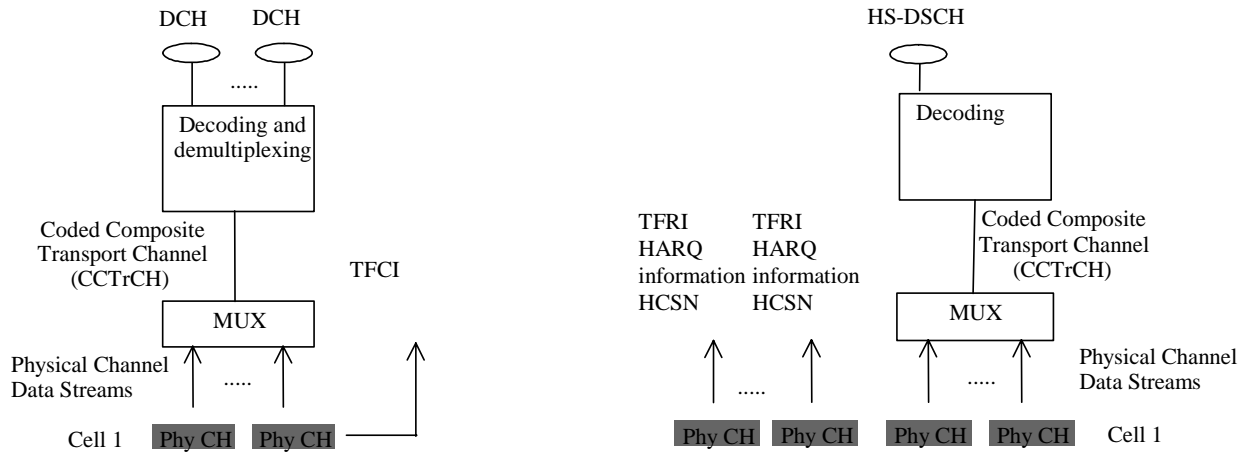 DCH DCH
.....
Decoding and
demultiplexing
Coded Composite
Transport Channel
(CCTrCH)
TFCI
MUX
Physical Channel
Data Streams
.....
Cell 1 Phy CH Phy CH
HS-DSCH
Decoding
TFRI TFRI
HARQ HARQ
information information
HCSN HCSN
Coded Composite
Transport Channel
(CCTrCH)
MUX
Physical Channel
Data Streams
..... .....
Phy CH Phy CH Phy CH Phy CH Cell 1